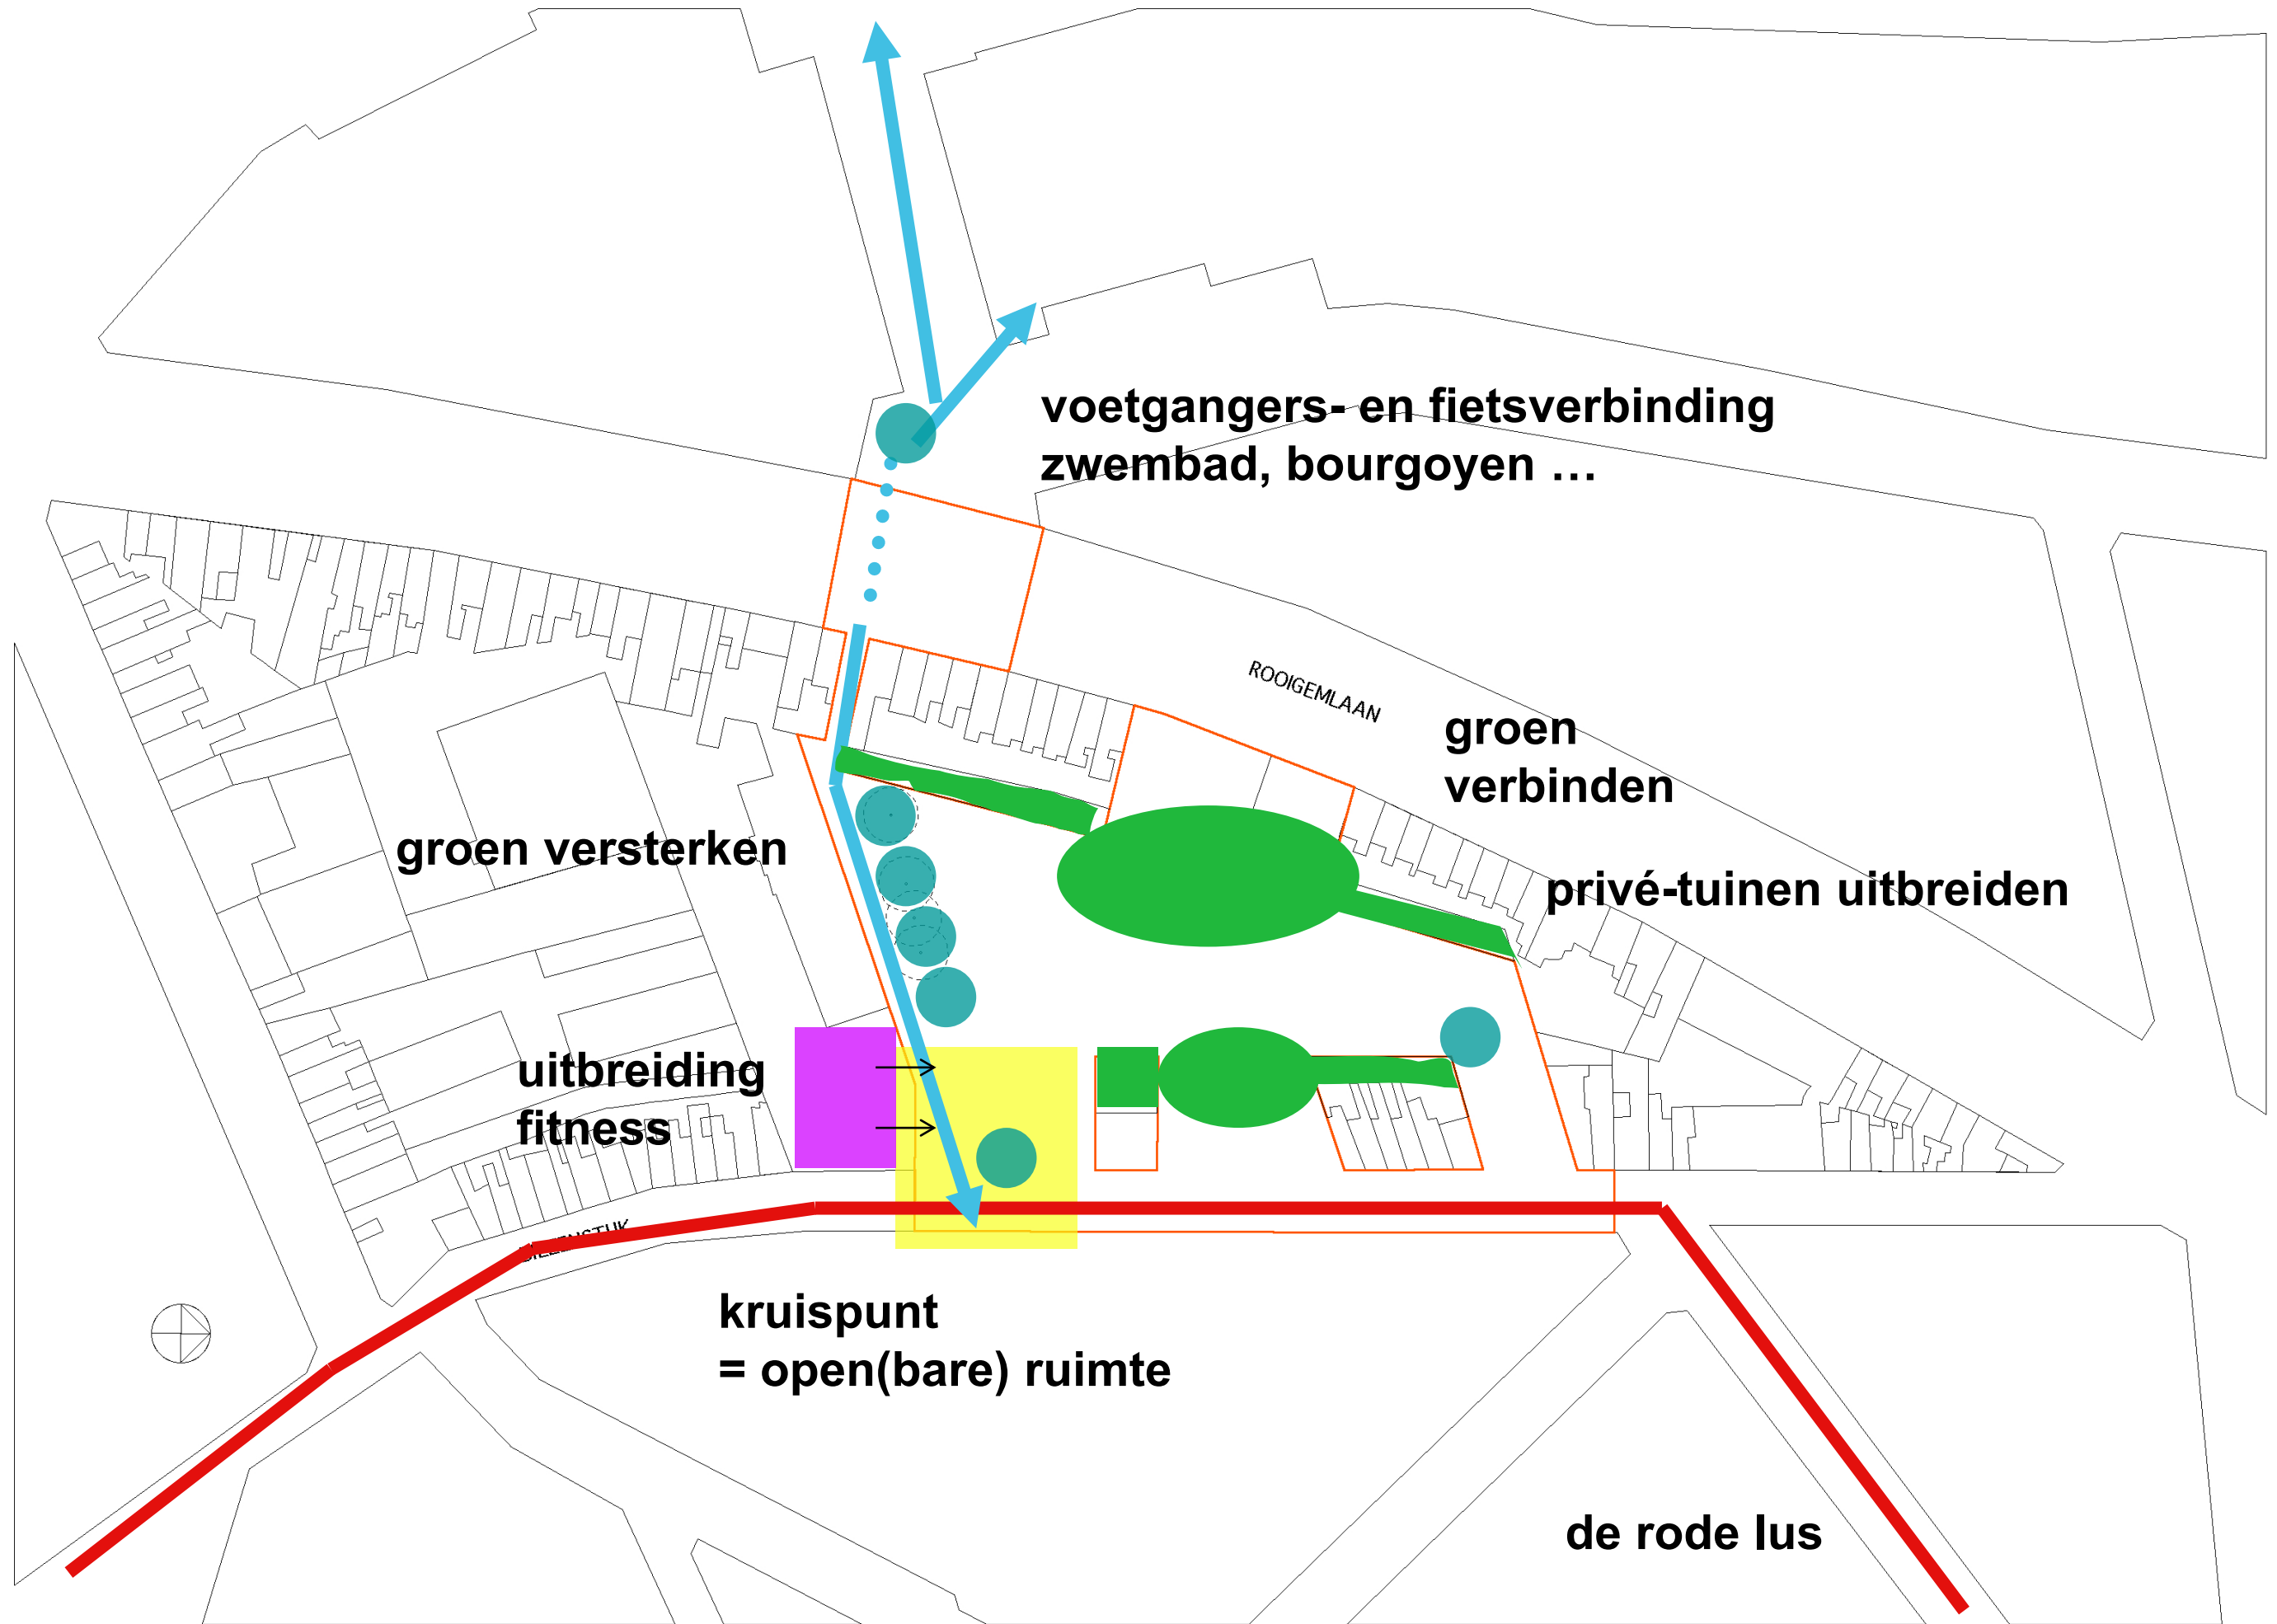 voetgangers- en fietsverbinding
zwembad, bourgoyen …
ROOIGEMLAAN
groen
verbinden
groen versterken
privé-tuinen uitbreiden
uitbreiding
fitness
kruispunt
= open(bare) ruimte
de rode lus